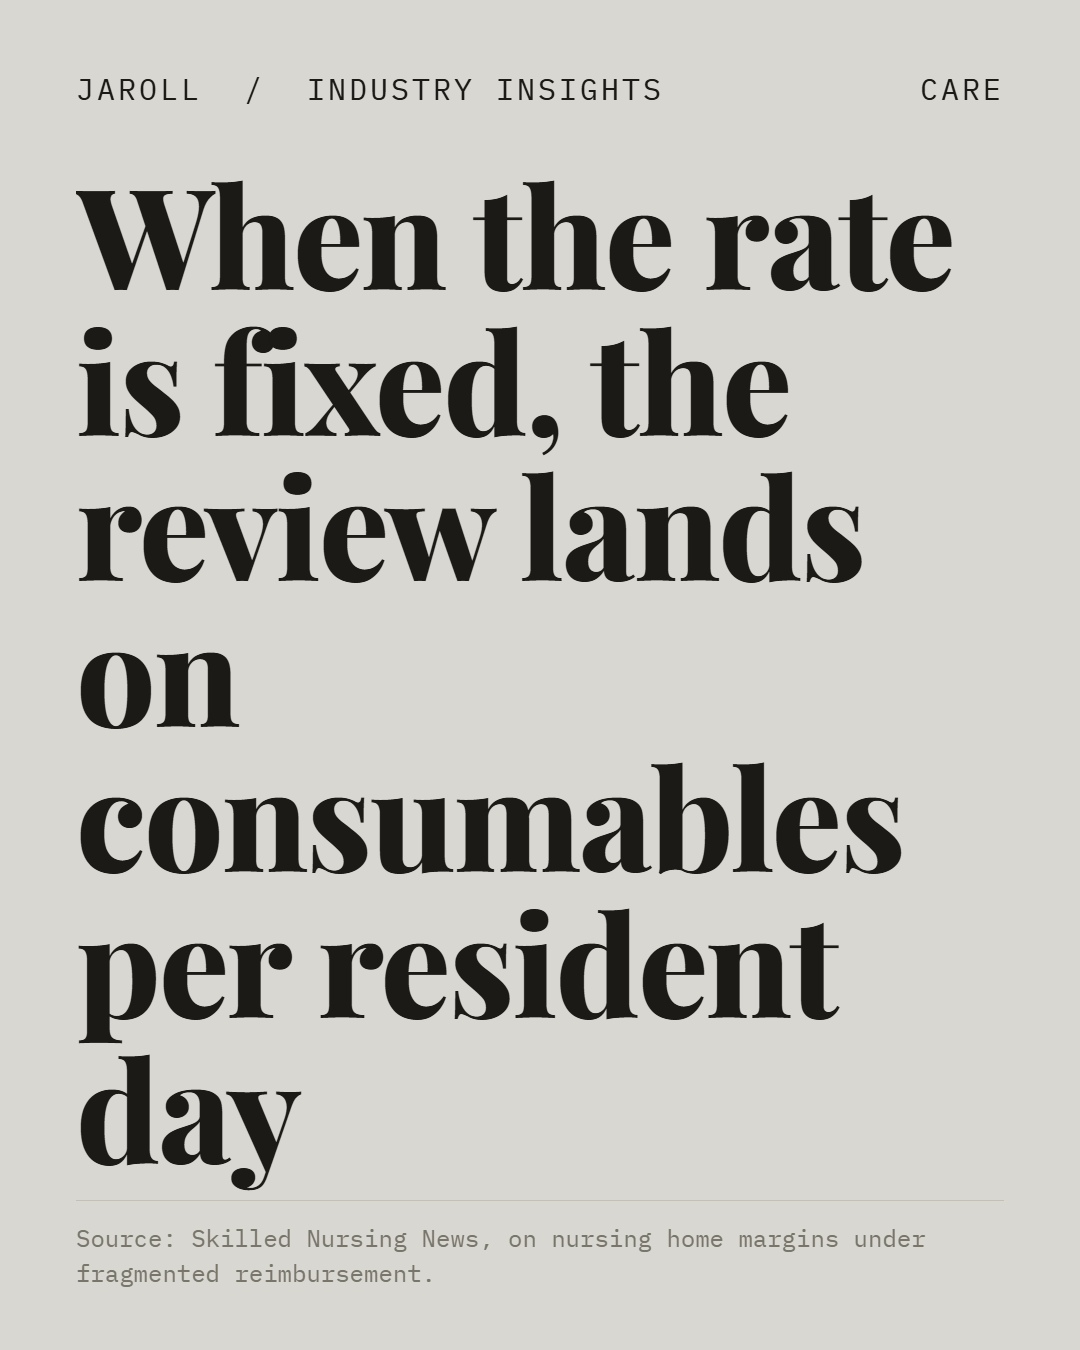 JAROLL / INDUSTRY INSIGHTS CARE
When the rate
is fixed, the
review lands
on
consumables
per resident
day
Source: Skilled Nursing News, on nursing home margins under
fragmented reimbursement.